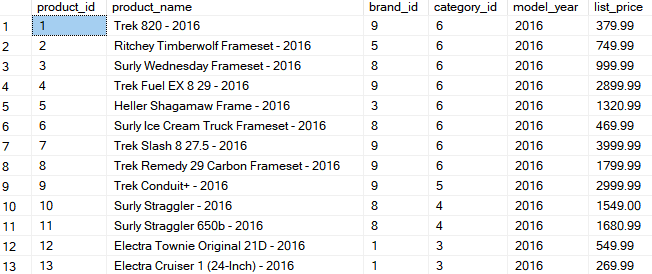 product_id product_name brand_id category_id model_year list_price
1 1 Trek 820 - 2016 9 6 2016 379.99
2 2 Ritchey Timberwolf Frameset - 2016 5 6 2016 749.99
3 3 Surly Wednesday Frameset - 2016 8 6 2016 999.99
4 4 Trek Fuel EX 8 29 - 2016 9 6 2016 2899.99
5 5 Heller Shagamaw Frame - 2016 3 6 2016 1320.99
6 6 Surly Ice Cream Truck Frameset - 2016 8 6 2016 469.99
7 7 Trek Slash 8 27.5 - 2016 9 6 2016 3999.99
8 8 Trek Remedy 29 Carbon Frameset - 2016 9 6 2016 1799.99
9 9 Trek Conduit+ - 2016 9 5 2016 2999.99
10 10 Surly Straggler - 2016 8 4 2016 1549.00
11 11 Surly Straggler 650b - 2016 8 4 2016 1680.99
12 12 Electra Townie Original 21D - 2016 1 3 2016 549.99
13 13 Electra Cruiser 1 (24-Inch) - 2016 1 3 2016 269.99